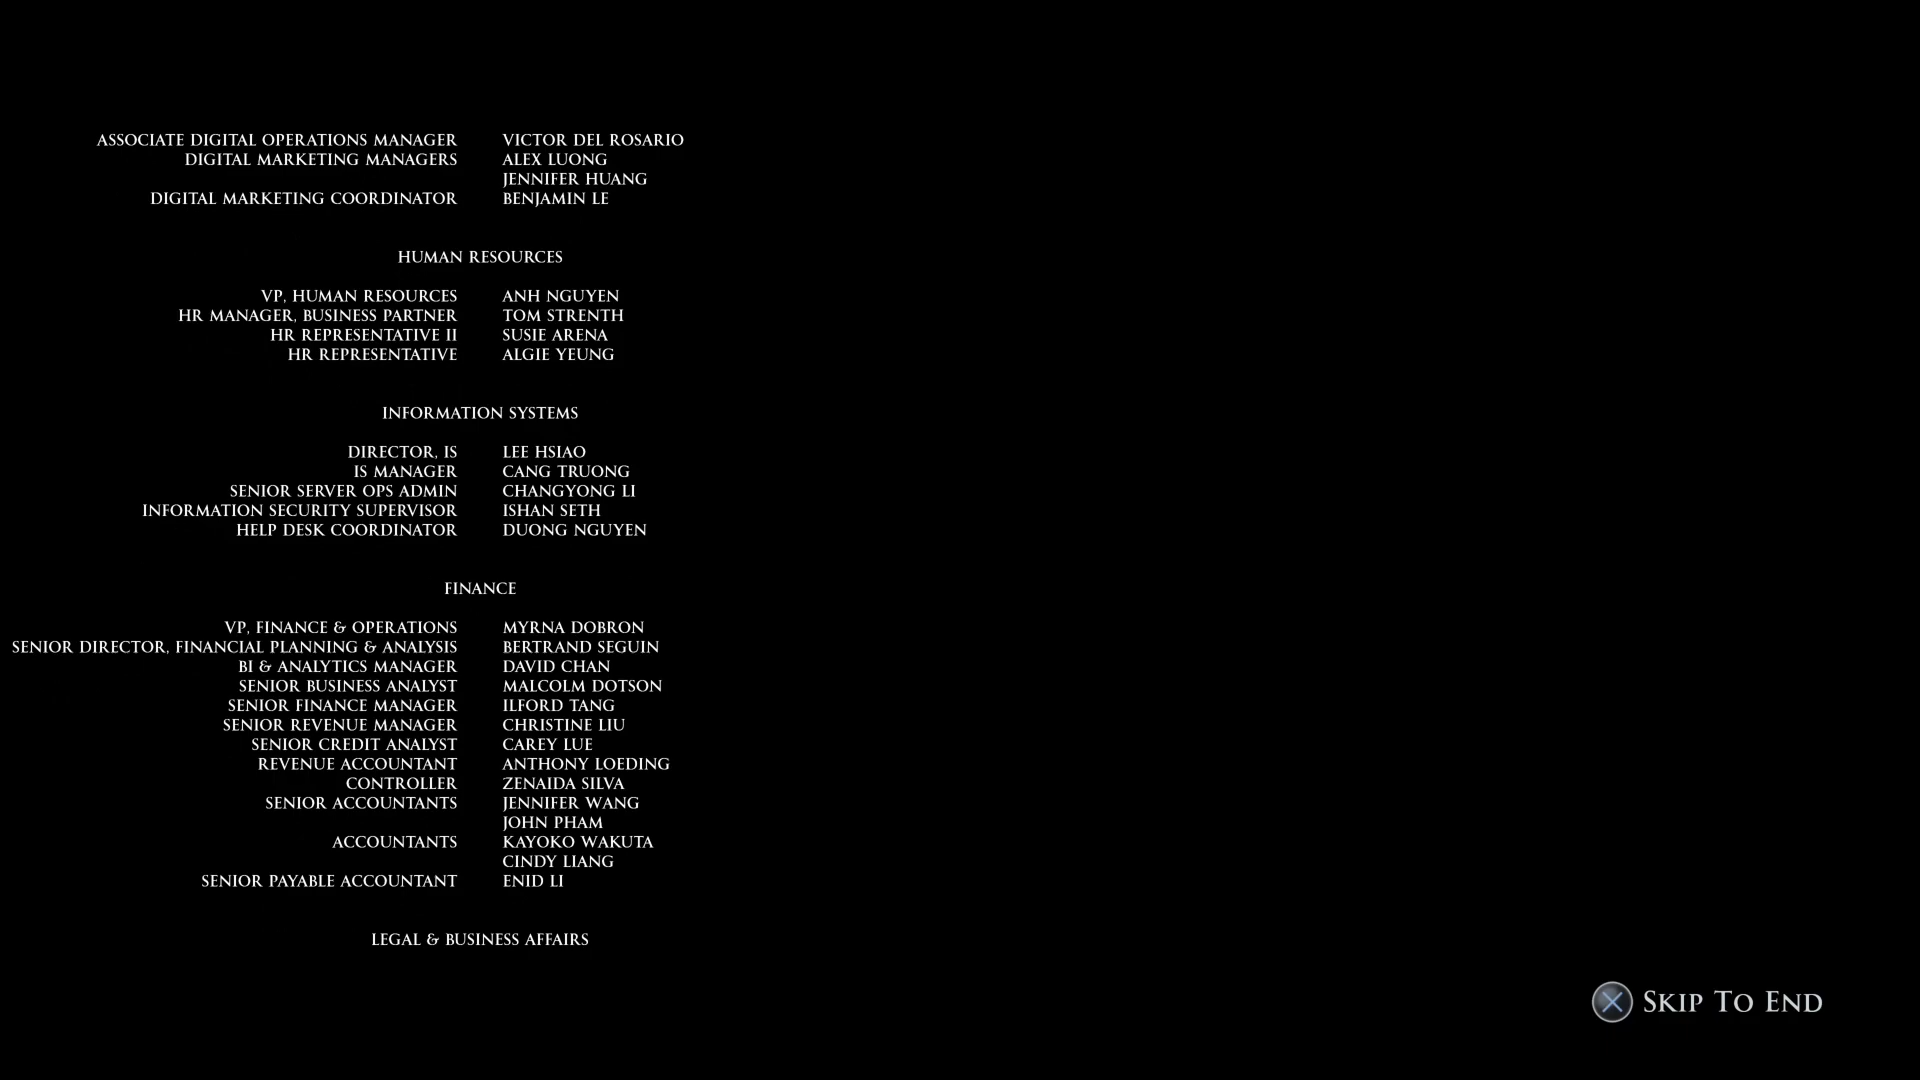 ASSOCIATE DIGITAL OPERATIONS MANAGER VICTOR DEL ROSARIO
DIGITAL MARKETING MANAGERS ALEX LUONG
JENNIFER HUANG
DIGITAL MARKETING COORDINATOR BENJAMIN LE
HUMAN RESOURCES
VP, HUMAN RESOURCES ANH NGUYEN
HR MANAGER, BUSINESS PARTNER TOM STRENTH
HR REPRESENTATIVE II SUSIE ARENA
HR REPRESENTATIVE ALGIE YEUNG
INFORMATION SYSTEMS
DIRECTOR, IS LEE HSIAO
IS MANAGER CANG TRUONG
SENIOR SERVER OPS ADMIN CHANGYONG LI
INFORMATION SECURITY SUPERVISOR ISHAN SETH
HELP DESK COORDINATOR DUONG NGUYEN
FINANCE
VP, FINANCE & OPERATIONS MYRNA DOBRON
SENIOR DIRECTOR, FINANCIAL PLANNING & ANALYSIS BERTRAND SEGUIN
BI & ANALYTICS MANAGER DAVID CHAN
SENIOR BUSINESS ANALYST MALCOLM DOTSON
SENIOR FINANCE MANAGER ILFORD TANG
SENIOR REVENUE MANAGER CHRISTINE LIU
SENIOR CREDIT ANALYST CAREY LUE
REVENUE ACCOUNTANT ANTHONY LOEDING
CONTROLLER ZENAIDA SILVA
SENIOR ACCOUNTANTS JENNIFER WANG
JOHN PHAM
ACCOUNTANTS KAYOKO WAKUTA
CINDY LIANG
SENIOR PAYABLE ACCOUNTANT ENID LI
LEGAL & BUSINESS AFFAIRS
SKIP TO END